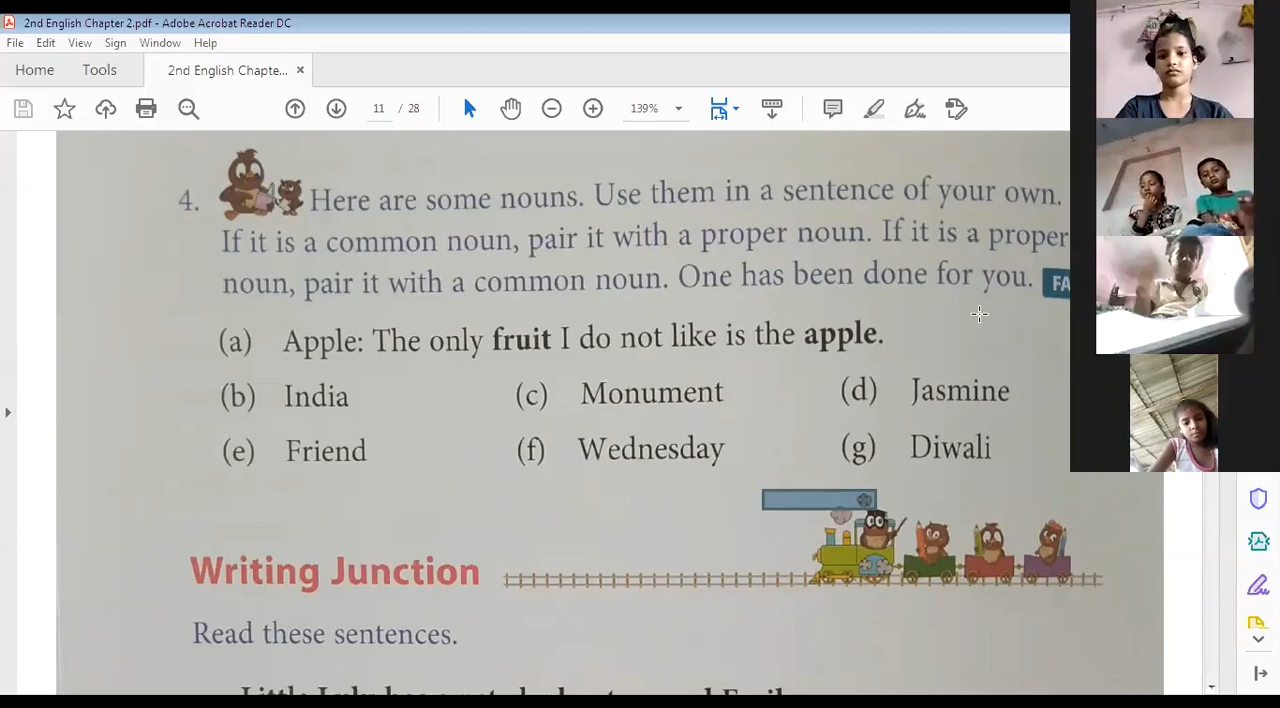 2nd English Chapter 2.pdf - Adobe Acrobat Reader DC
File Edit View Sign Window Help
Home Tools 2nd English Chapte... ×
11 / 28 139%
4. Here are some nouns. Use them in a sentence of your own.
If it is a common noun, pair it with a proper noun. If it is a proper
noun, pair it with a common noun. One has been done for you. FA
(a) Apple: The only fruit I do not like is the apple.
(b) India (c) Monument (d) Jasmine
(e) Friend (f) Wednesday (g) Diwali
Writing Junction
Read these sentences.